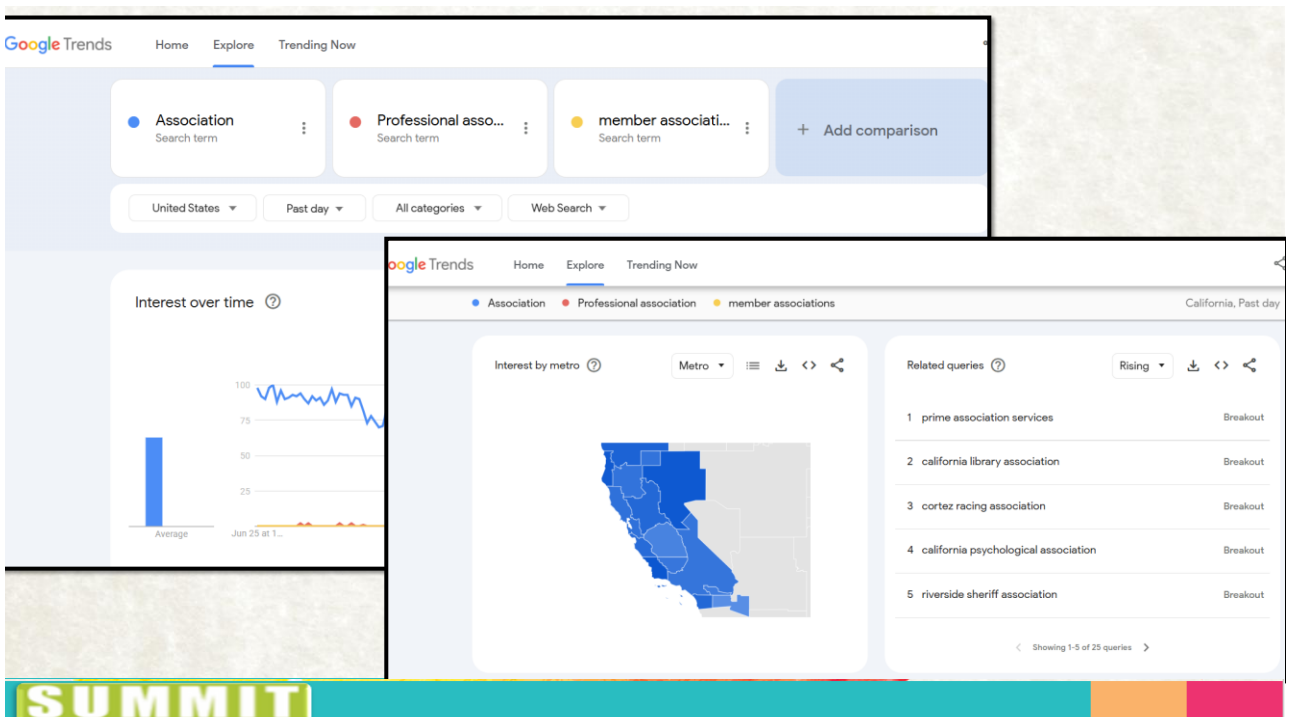 Google Trends Home Explore Trending Now
Association
Search term
Professional asso...
Search term
member associati...
Search term
+ Add comparison
United States Past day All categories Web Search
Interest over time
100
75
50
25
Average
Jun 25 at 1...
oogle Trends Home Explore Trending Now
Association Professional association member associations California, Past day
Interest by metro Metro
Related queries Rising
1 prime association services Breakout
2 california library association Breakout
3 cortez racing association Breakout
4 california psychological association Breakout
5 riverside sheriff association Breakout
Showing 1-5 of 25 queries
SUMMIT